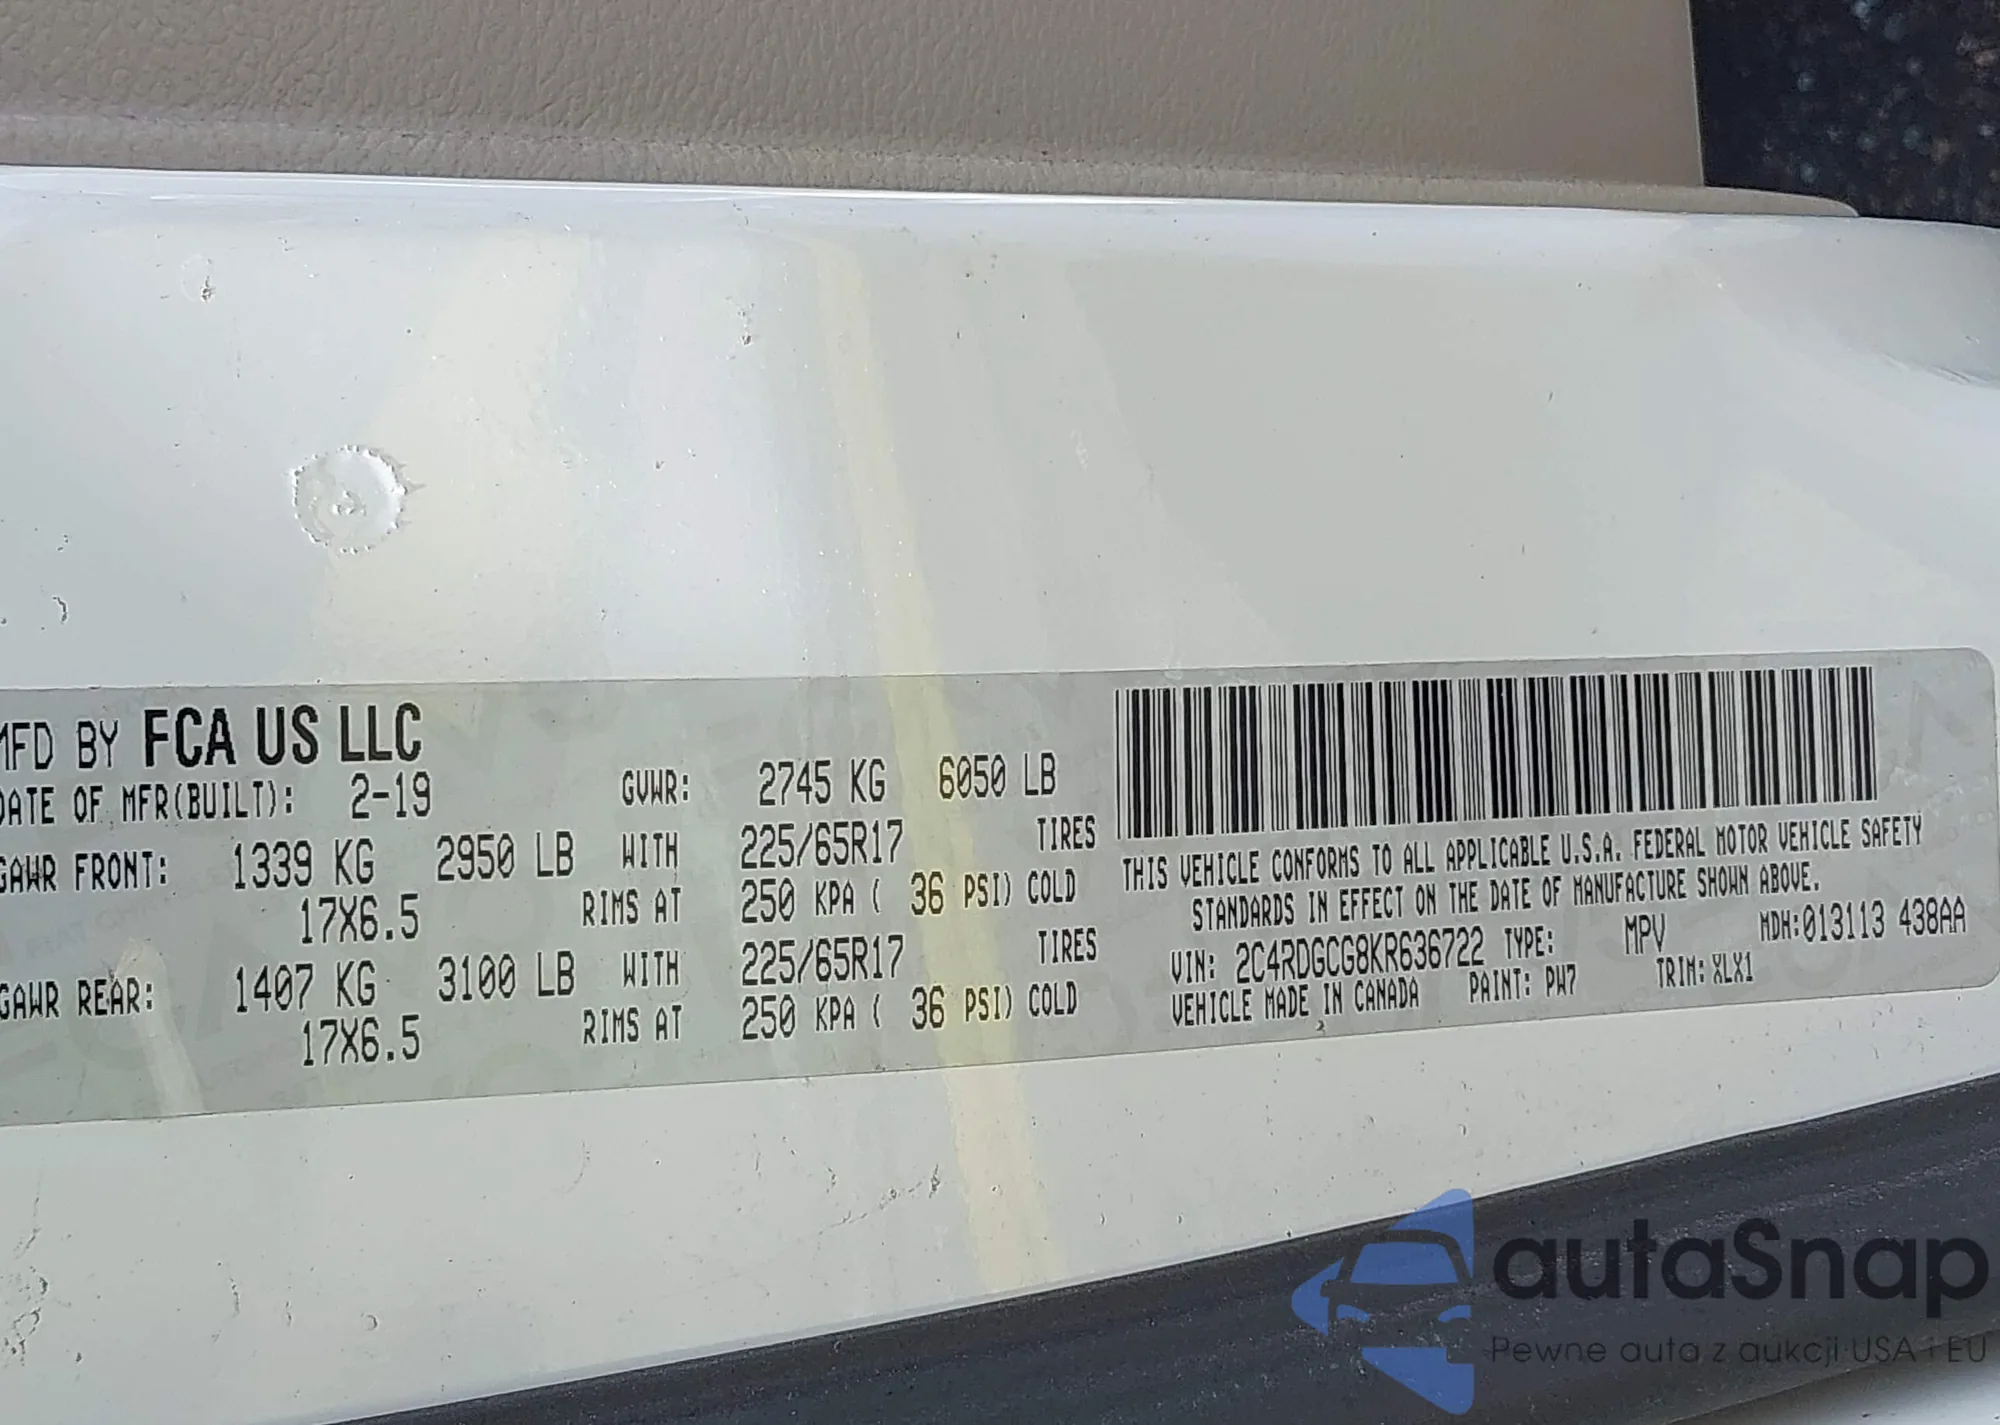 MFD BY FCA US LLC
DATE OF MFR(BUILT): 2-19 GVWR: 2745 KG 6050 LB
GAWR FRONT: 1339 KG 2950 LB WITH 225/65R17 TIRES
17X6.5 RIMS AT 250 KPA ( 36 PSI) COLD
GAWR REAR: 1407 KG 3100 LB WITH 225/65R17 TIRES
17X6.5 RIMS AT 250 KPA ( 36 PSI) COLD
THIS VEHICLE CONFORMS TO ALL APPLICABLE U.S.A. FEDERAL MOTOR VEHICLE SAFETY
STANDARDS IN EFFECT ON THE DATE OF MANUFACTURE SHOWN ABOVE.
VIN: 2C4RDGCG8KR636722 TYPE: MPV MDH:013113 438AA
VEHICLE MADE IN CANADA PAINT: PW7 TRIM: XLX1
autaSnap
Pewne auta z aukcji USA i EU